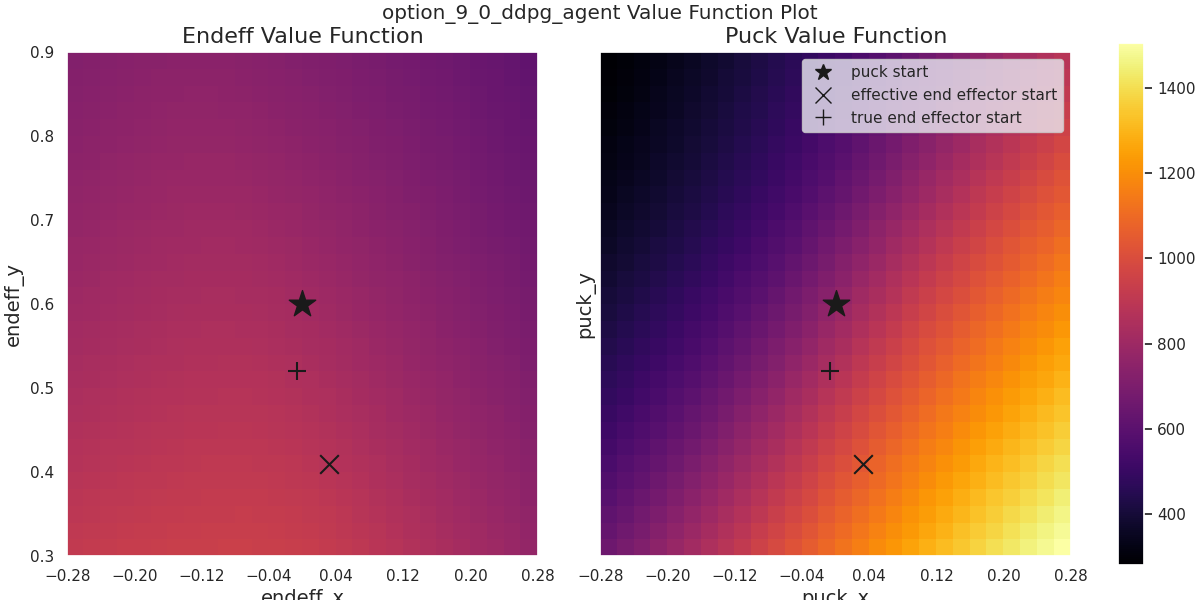 option_9_0_ddpg_agent Value Function Plot
Endeff Value Function
Puck Value Function
0.9
0.8
0.7
0.6
0.5
0.4
0.3
endeff_y
−0.28 −0.20 −0.12 −0.04 0.04 0.12 0.20 0.28
endeff_x
puck_y
puck start
effective end effector start
true end effector start
−0.28 −0.20 −0.12 −0.04 0.04 0.12 0.20 0.28
puck_x
1400
1200
1000
800
600
400